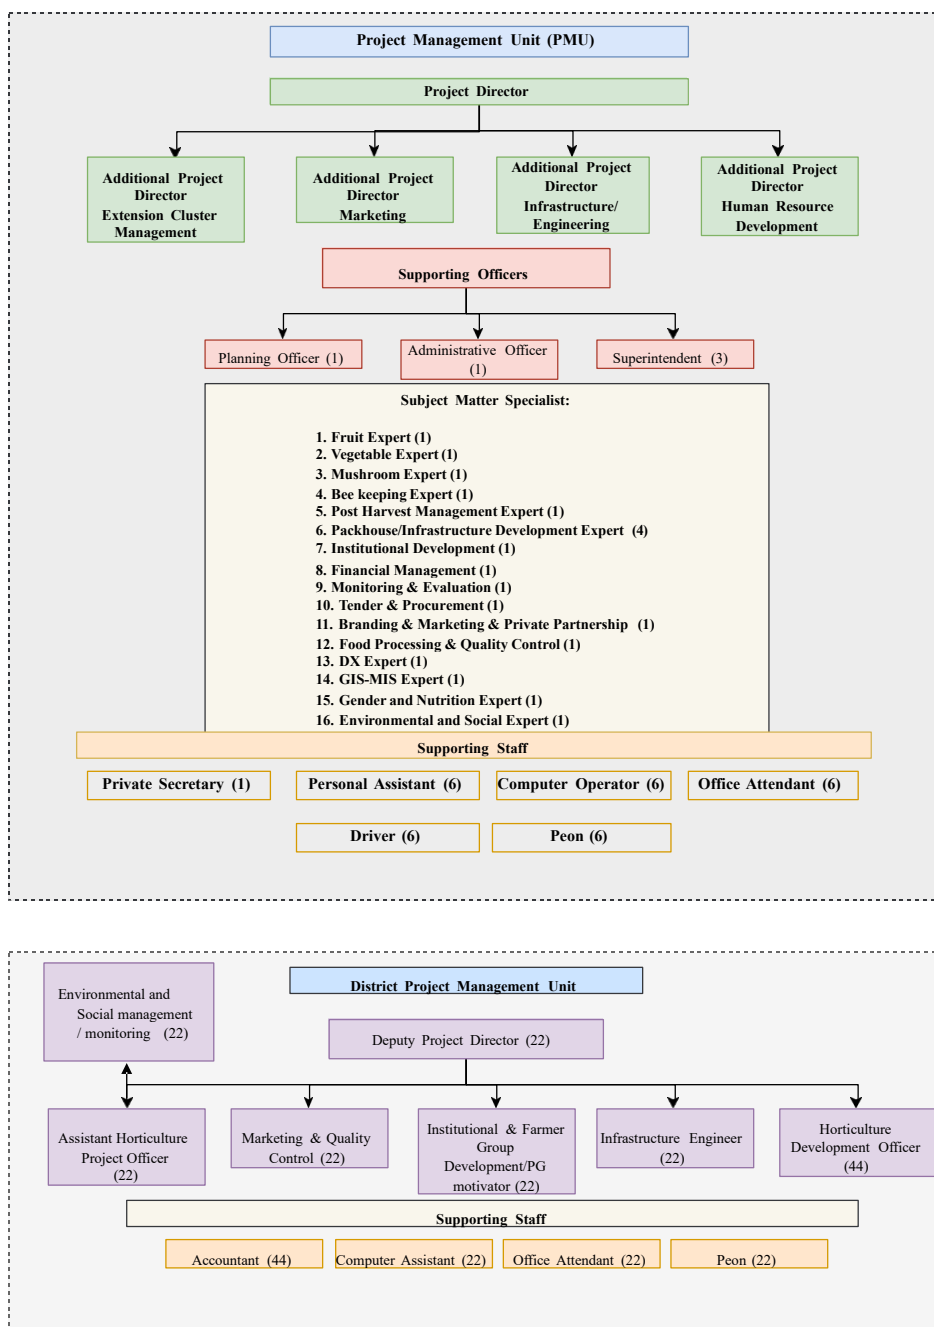 Project Management Unit (PMU)
Project Director
Additional Project
Director
Extension Cluster
Management
Additional Project
Director
Marketing
Additional Project
Director
Infrastructure/
Engineering
Additional Project
Director
Human Resource
Development
Supporting Officers
Planning Officer (1)
Administrative Officer
(1)
Superintendent (3)
Subject Matter Specialist:
1. Fruit Expert (1)
2. Vegetable Expert (1)
3. Mushroom Expert (1)
4. Bee keeping Expert (1)
5. Post Harvest Management Expert (1)
6. Packhouse/Infrastructure Development Expert (4)
7. Institutional Development (1)
8. Financial Management (1)
9. Monitoring & Evaluation (1)
10. Tender & Procurement (1)
11. Branding & Marketing & Private Partnership (1)
12. Food Processing & Quality Control (1)
13. DX Expert (1)
14. GIS-MIS Expert (1)
15. Gender and Nutrition Expert (1)
16. Environmental and Social Expert (1)
Supporting Staff
Private Secretary (1)
Personal Assistant (6)
Computer Operator (6)
Office Attendant (6)
Driver (6)
Peon (6)
District Project Management Unit
Environmental and
Social management
/ monitoring (22)
Deputy Project Director (22)
Assistant Horticulture
Project Officer
(22)
Marketing & Quality
Control (22)
Institutional & Farmer
Group
Development/PG
motivator (22)
Infrastructure Engineer
(22)
Horticulture
Development Officer
(44)
Supporting Staff
Accountant (44)
Computer Assistant (22)
Office Attendant (22)
Peon (22)